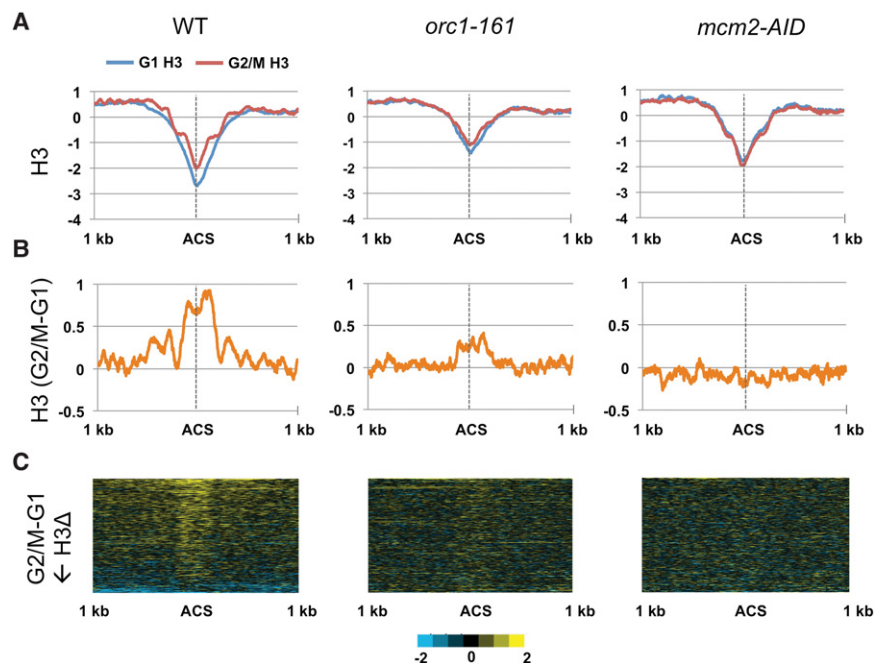 A
WT
orc1-161
mcm2-AID
G1 H3
G2/M H3
H3
1
0
-1
-2
-3
-4
1 kb
ACS
1 kb
1
0
-1
-2
-3
-4
1 kb
ACS
1 kb
1
0
-1
-2
-3
-4
1 kb
ACS
1 kb
B
H3 (G2/M-G1)
1
0.5
0
-0.5
1 kb
ACS
1 kb
1
0.5
0
-0.5
1 kb
ACS
1 kb
1
0.5
0
-0.5
1 kb
ACS
1 kb
C
G2/M-G1
← H3Δ
1 kb
ACS
1 kb
1 kb
ACS
1 kb
1 kb
ACS
1 kb
-2
0
2